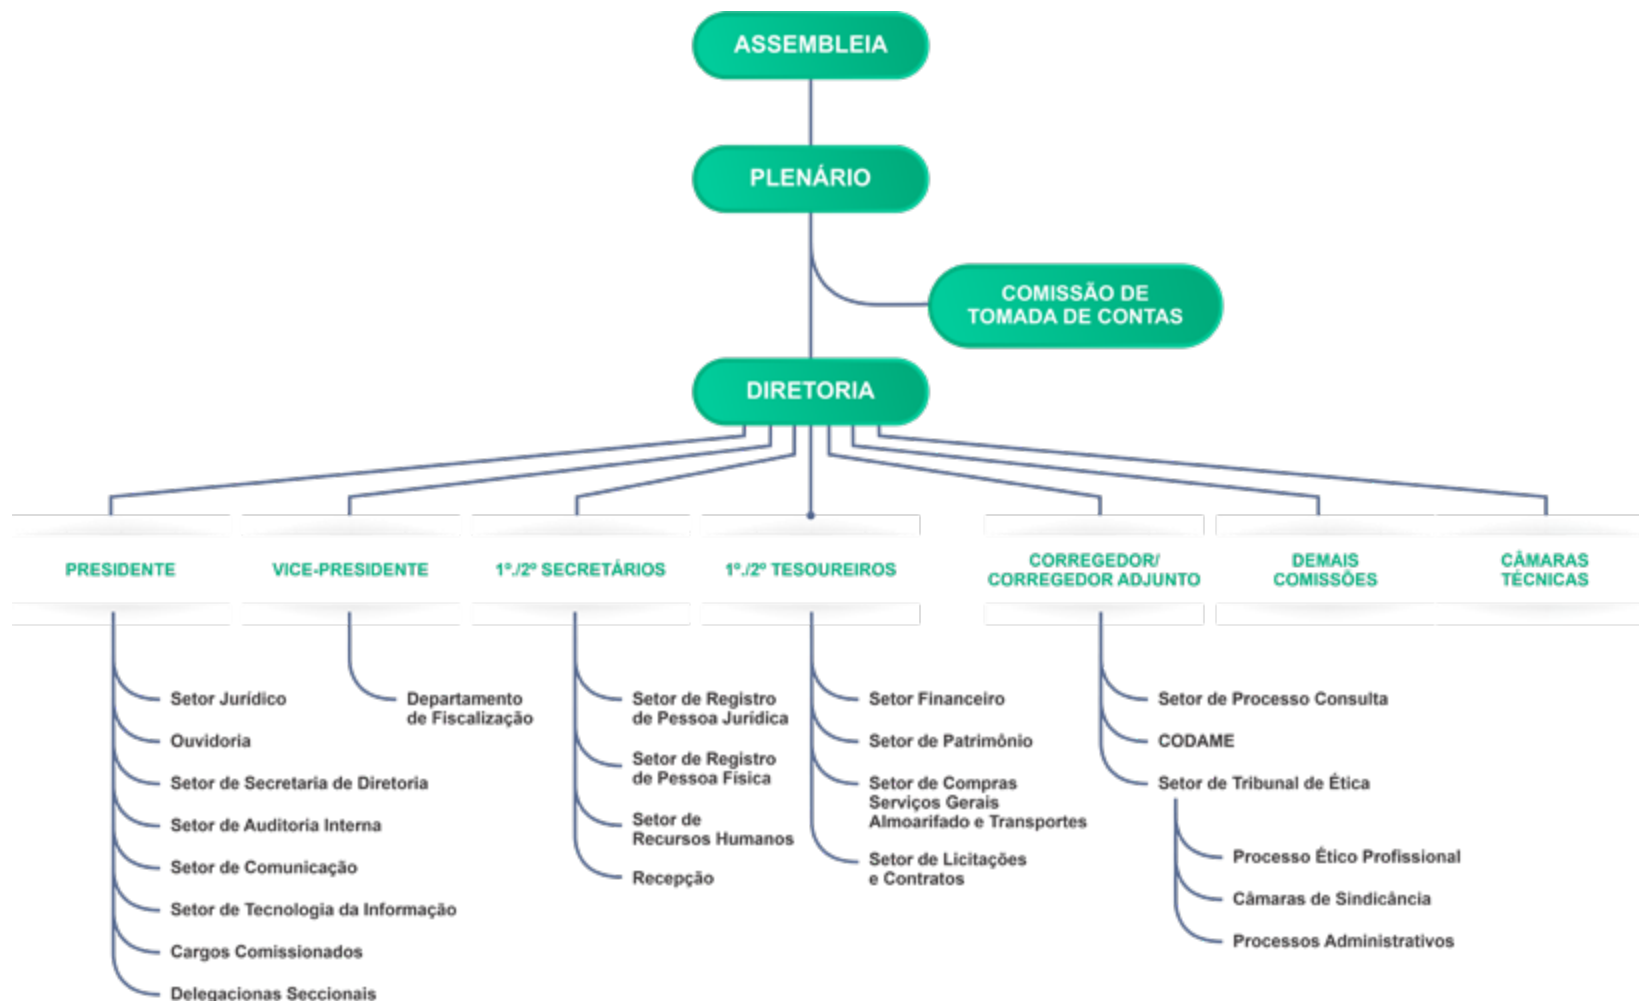 ASSEMBLEIA
PLENÁRIO
COMISSÃO DE
TOMADA DE CONTAS
DIRETORIA
PRESIDENTE
Setor Jurídico
Ouvidoria
Setor de Secretaria de Diretoria
Setor de Auditoria Interna
Setor de Comunicação
Setor de Tecnologia da Informação
Cargos Comissionados
Delegacionas Seccionais
VICE-PRESIDENTE
Departamento
de Fiscalização
1º./2º SECRETÁRIOS
Setor de Registro
de Pessoa Jurídica
Setor de Registro
de Pessoa Física
Setor de
Recursos Humanos
Recepção
1º./2º TESOUREIROS
Setor Financeiro
Setor de Patrimônio
Setor de Compras
Serviços Gerais
Almoarifado e Transportes
Setor de Licitações
e Contratos
CORREGEDOR/
CORREGEDOR ADJUNTO
Setor de Processo Consulta
CODAME
Setor de Tribunal de Ética
Processo Ético Profissional
Câmaras de Sindicância
Processos Administrativos
DEMAIS
COMISSÕES
CÂMARAS
TÉCNICAS